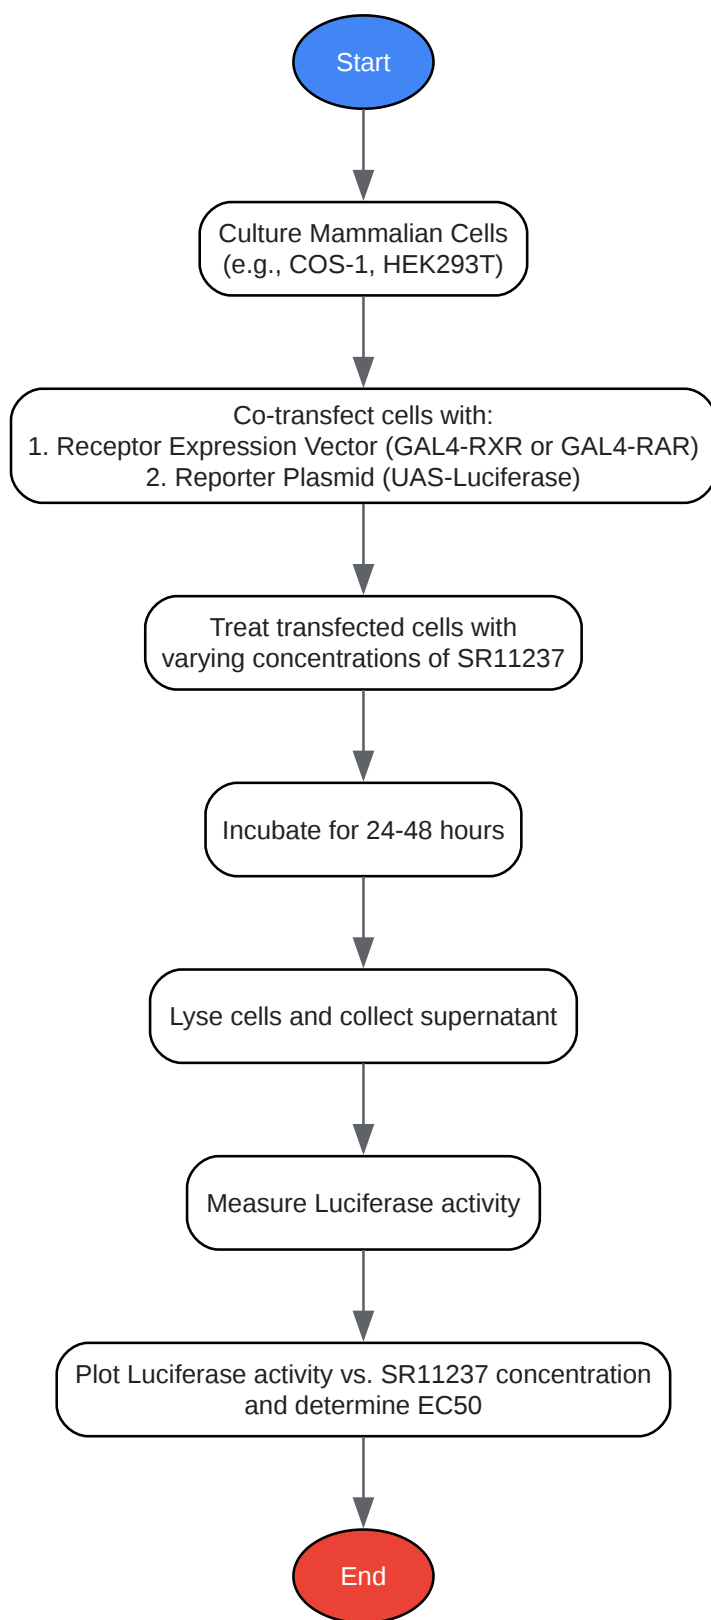 Start
Culture Mammalian Cells
(e.g., COS-1, HEK293T)
Co-transfect cells with:
1. Receptor Expression Vector (GAL4-RXR or GAL4-RAR)
2. Reporter Plasmid (UAS-Luciferase)
Treat transfected cells with
varying concentrations of SR11237
Incubate for 24-48 hours
Lyse cells and collect supernatant
Measure Luciferase activity
Plot Luciferase activity vs. SR11237 concentration
and determine EC50
End